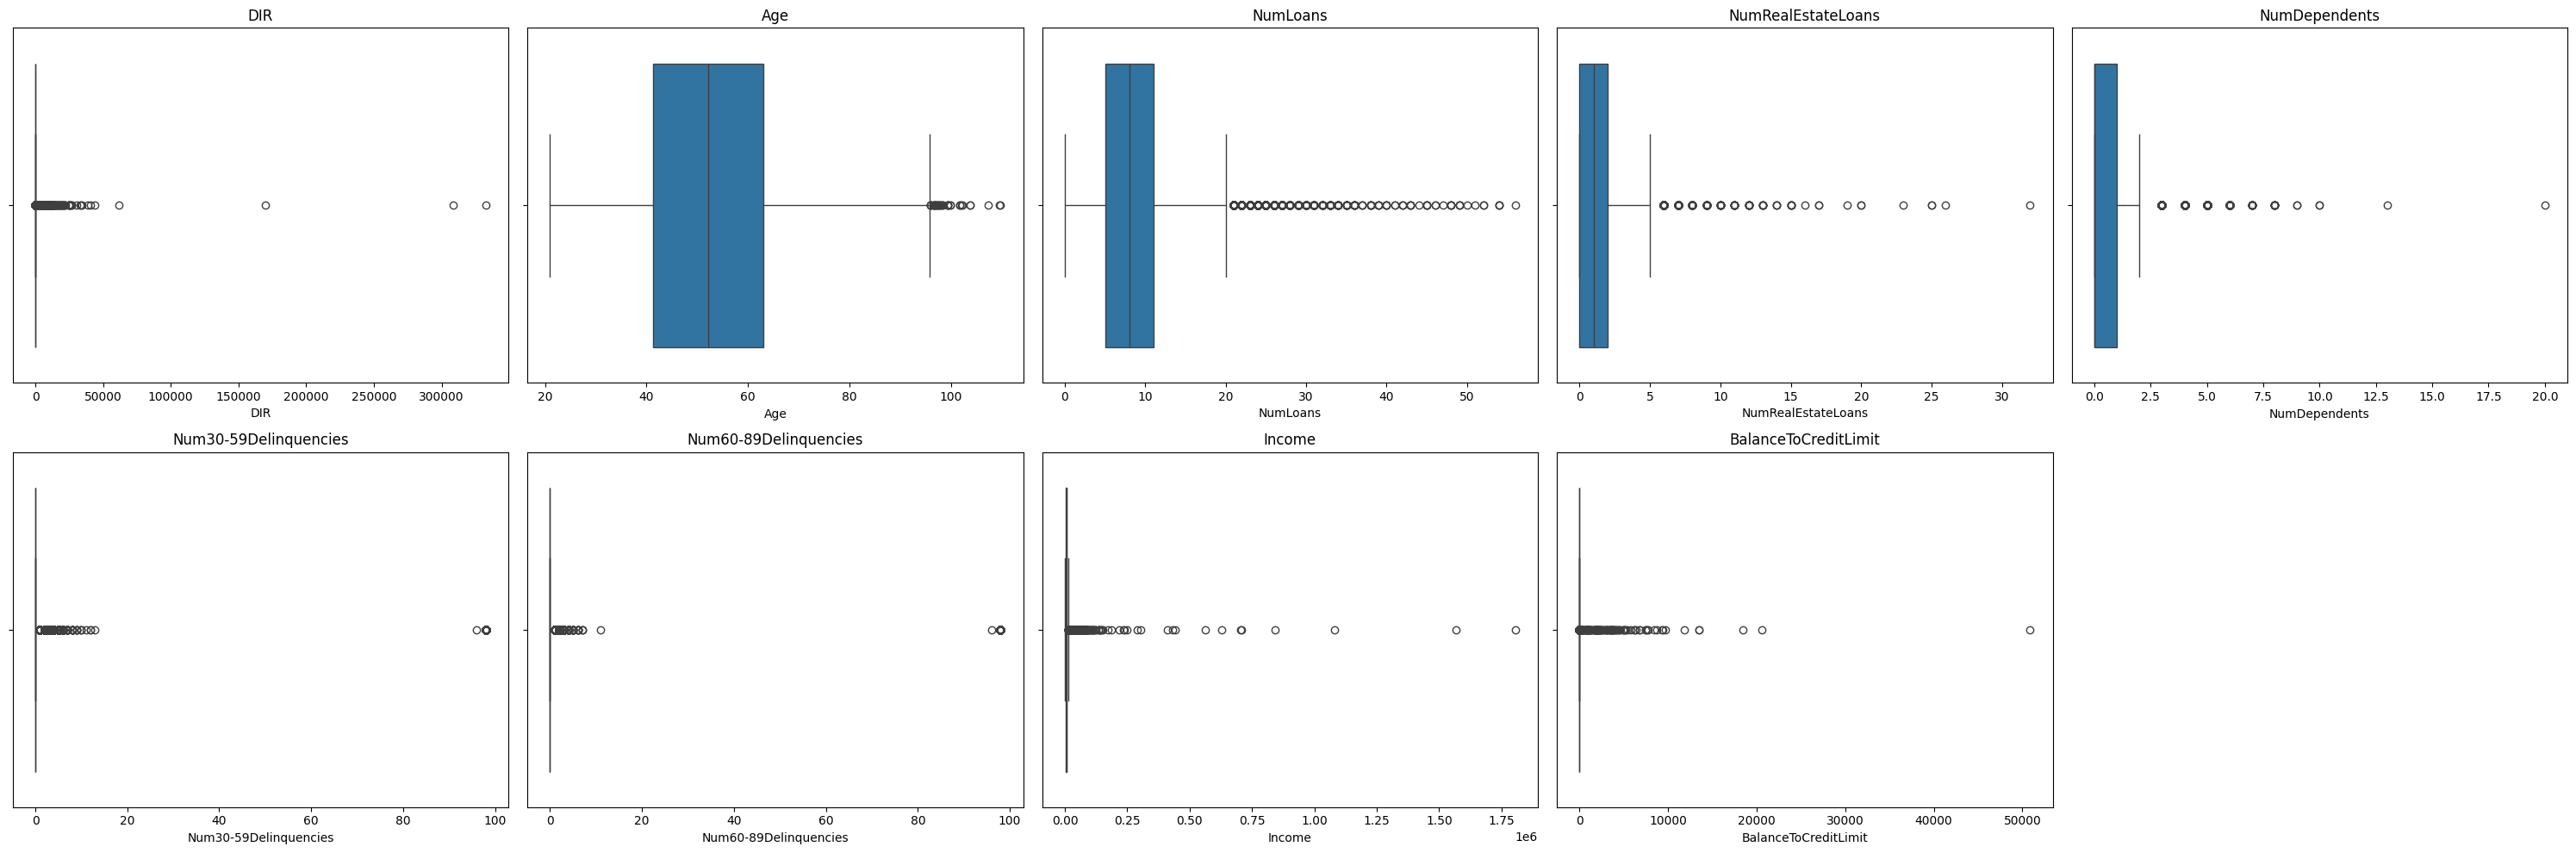 DIR Age NumLoans NumRealEstateLoans NumDependents
0 50000 100000 150000 200000 250000 300000 20 40 60 80 100 0 10 20 30 40 50 0 5 10 15 20 25 30 0.0 2.5 5.0 7.5 10.0 12.5 15.0 17.5 20.0
DIR Age NumLoans NumRealEstateLoans NumDependents
Num30-59Delinquencies Num60-89Delinquencies Income BalanceToCreditLimit
0 20 40 60 80 100 0 20 40 60 80 100 0.00 0.25 0.50 0.75 1.00 1.25 1.50 1.75 0 10000 20000 30000 40000 50000
Num30-59Delinquencies Num60-89Delinquencies Income 1e6 BalanceToCreditLimit